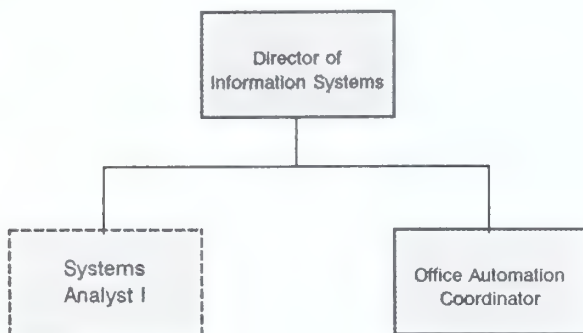 Director of
Information Systems
Systems
Analyst I
Office Automation
Coordinator